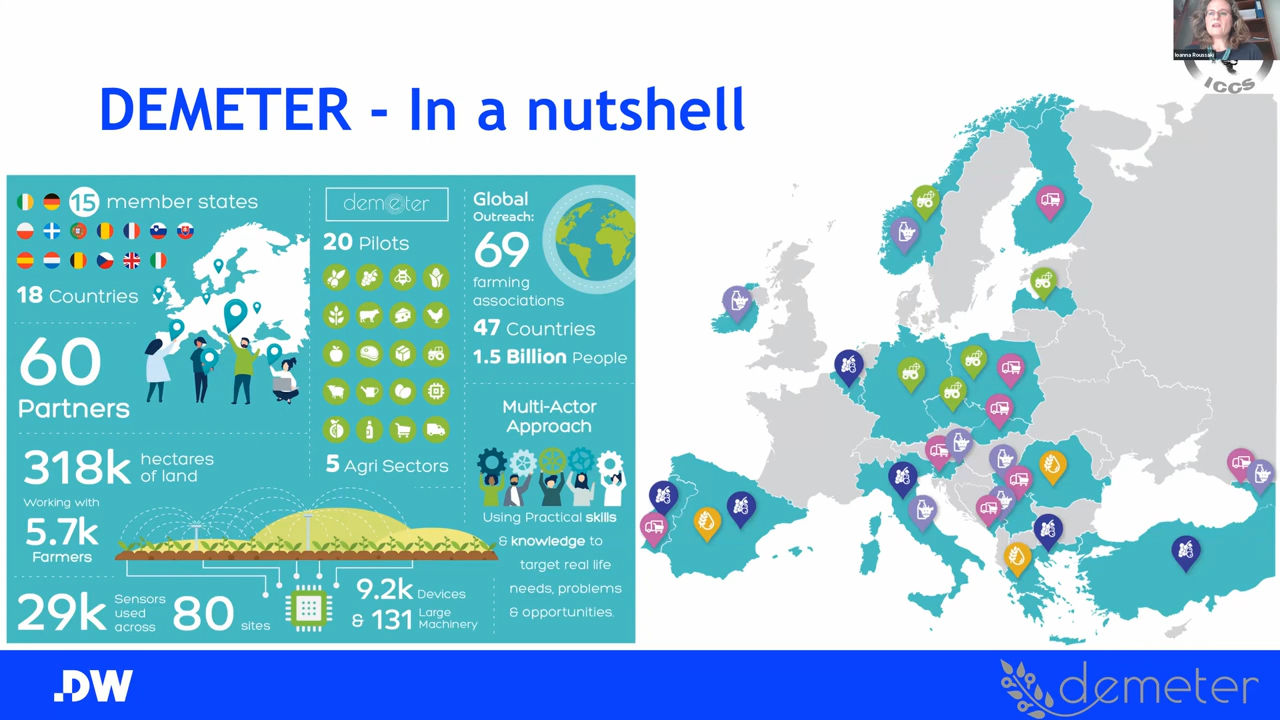 Ioanna Roussaki
ICCS
DEMETER - In a nutshell
15 member states
18 Countries
60
Partners
318k hectares
of land
Working with
5.7k
Farmers
29k Sensors
used
across
80 sites
demeter
20 Pilots
5 Agri Sectors
9.2k Devices
& 131 Large
Machinery
Global
Outreach:
69
farming
associations
47 Countries
1.5 Billion People
Multi-Actor
Approach
Using Practical skills
& knowledge to
target real life
needs, problems
& opportunities.
DW
demeter